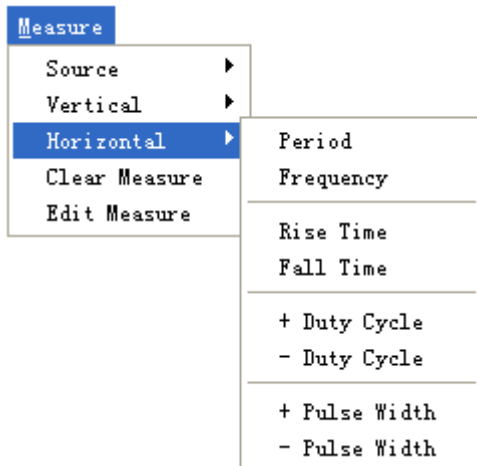 Measure
Source
Vertical
Horizontal
Clear Measure
Edit Measure
Period
Frequency
Rise Time
Fall Time
+ Duty Cycle
- Duty Cycle
+ Pulse Width
- Pulse Width